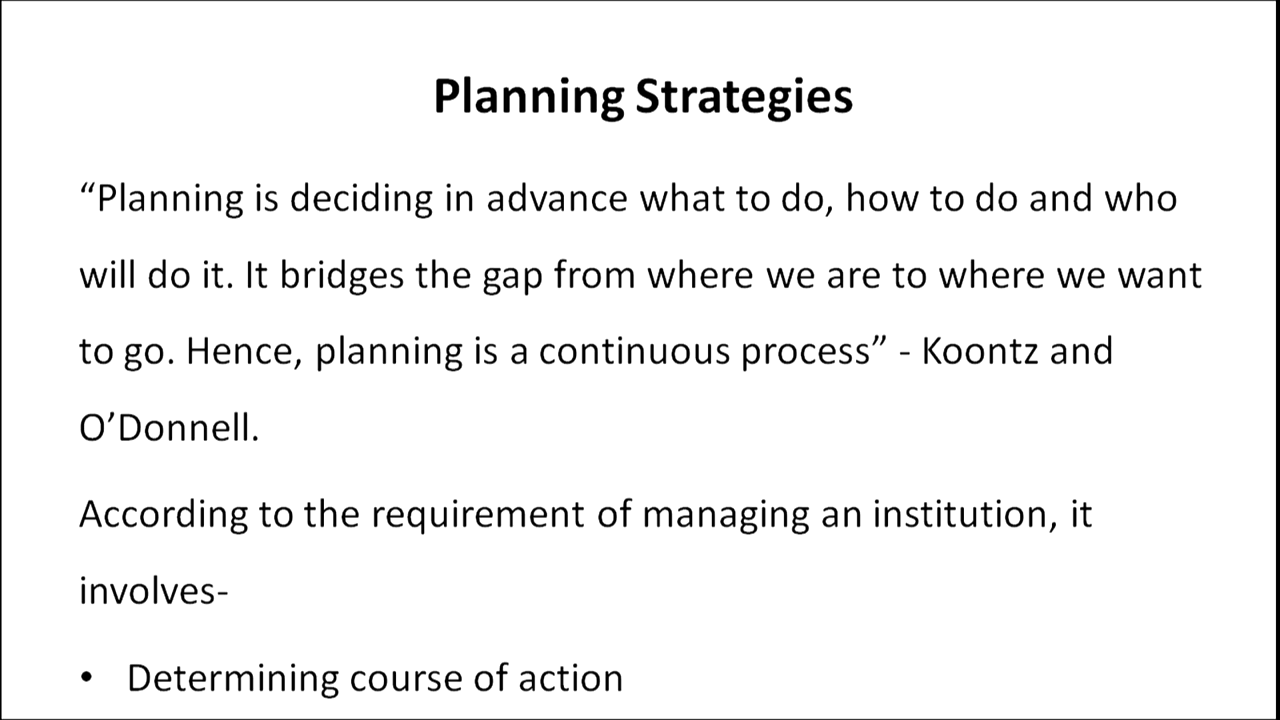 Planning Strategies
“Planning is deciding in advance what to do, how to do and who
will do it. It bridges the gap from where we are to where we want
to go. Hence, planning is a continuous process” - Koontz and
O’Donnell.
According to the requirement of managing an institution, it
involves-
• Determining course of action